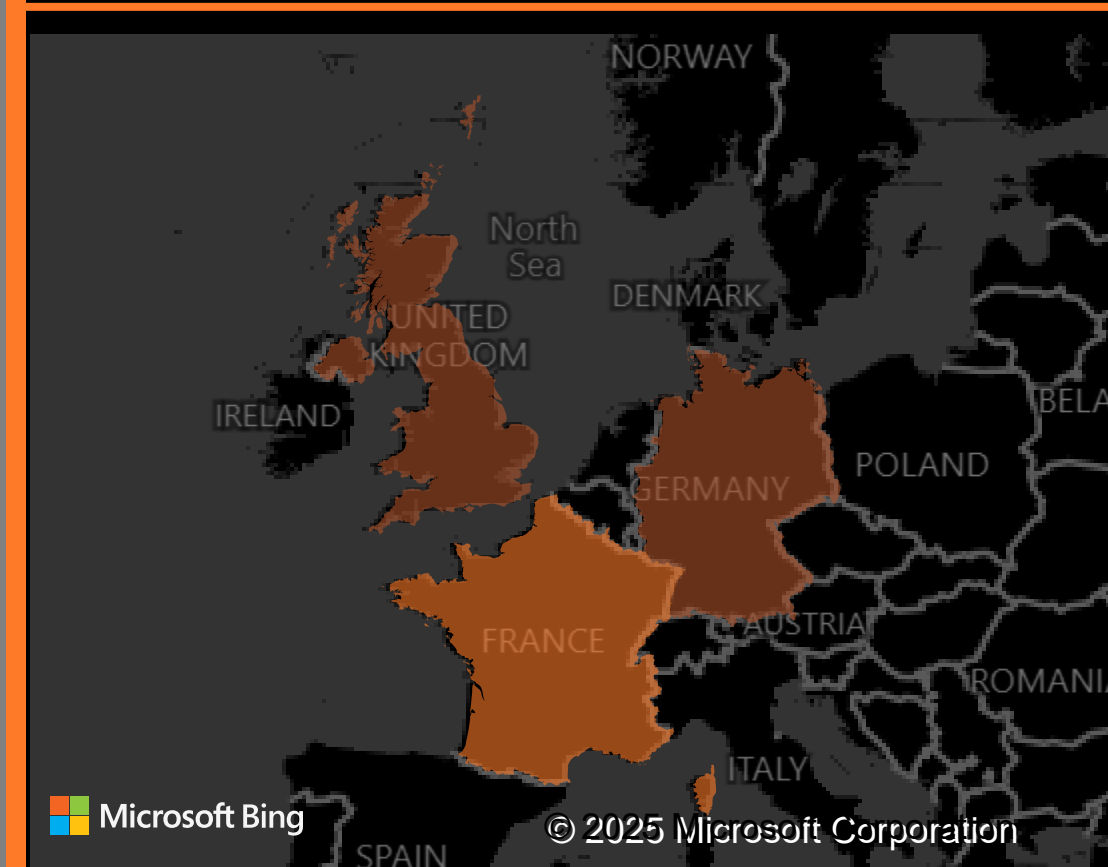 NORWAY
North
Sea
DENMARK
UNITED
KINGDOM
IRELAND
BELA
POLAND
GERMANY
AUSTRIA
FRANCE
ROMANIA
ITALY
Microsoft Bing
© 2025 Microsoft Corporation
SPAIN